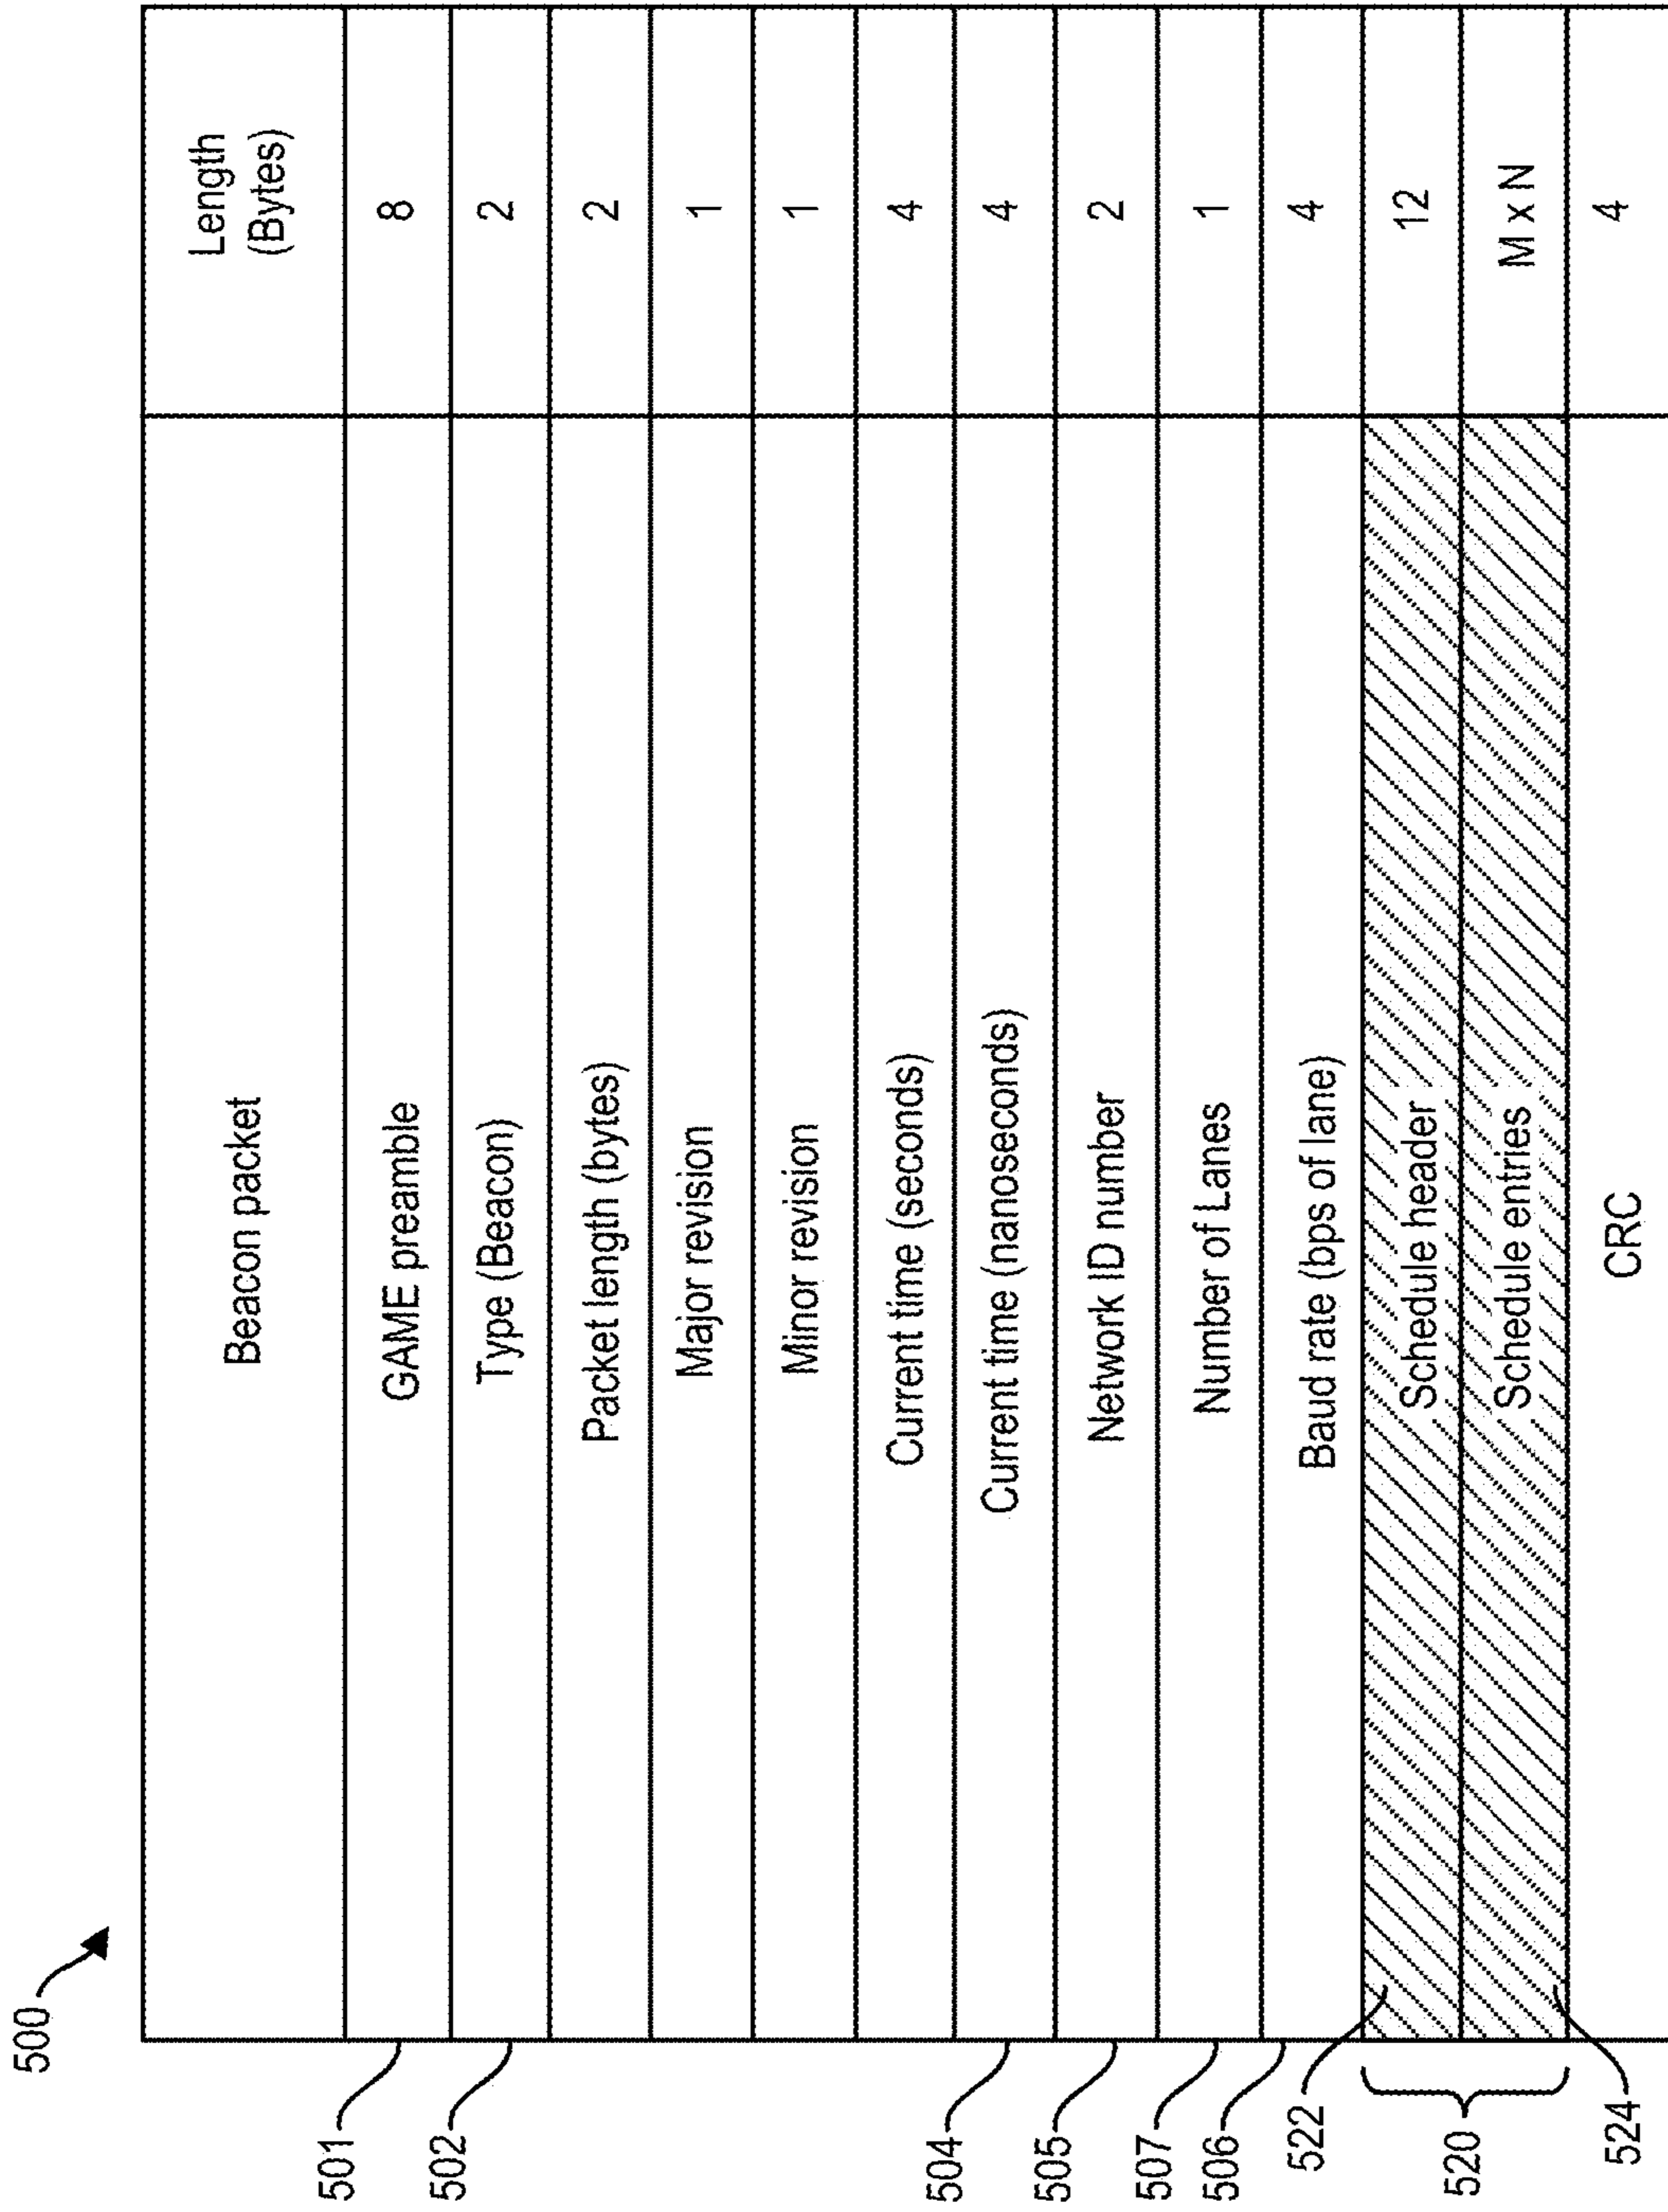 500
Beacon packet
Length
(Bytes)
501
GAME preamble
8
502
Type (Beacon)
2
Packet length (bytes)
2
Major revision
1
Minor revision
1
Current time (seconds)
4
504
Current time (nanoseconds)
4
505
Network ID number
2
507
Number of Lanes
1
506
Baud rate (bps of lane)
4
522
Schedule header
12
520
Schedule entries
M x N
524
CRC
4